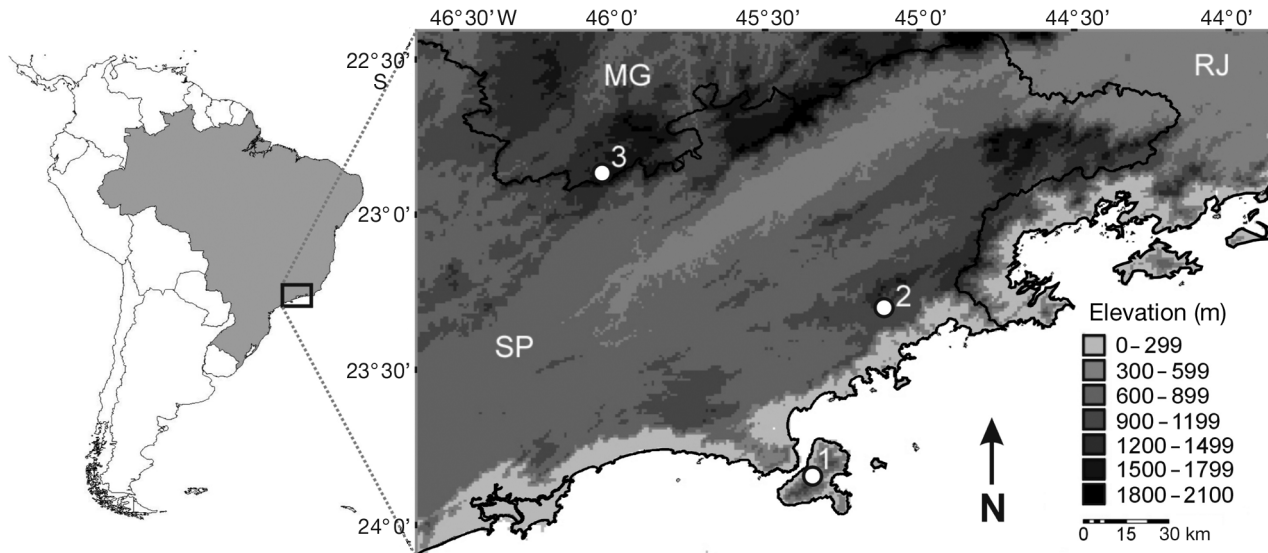 46°30’ W 46°0’ 45°30’ 45°0’ 44°30’ 44°0’
22°30’
S
MG
RJ
3
23°0’
2
SP
23°30’
1
24°0’
Elevation (m)
0–299
300–599
600–899
900–1199
1200–1499
1500–1799
1800–2100
N
0 15 30 km